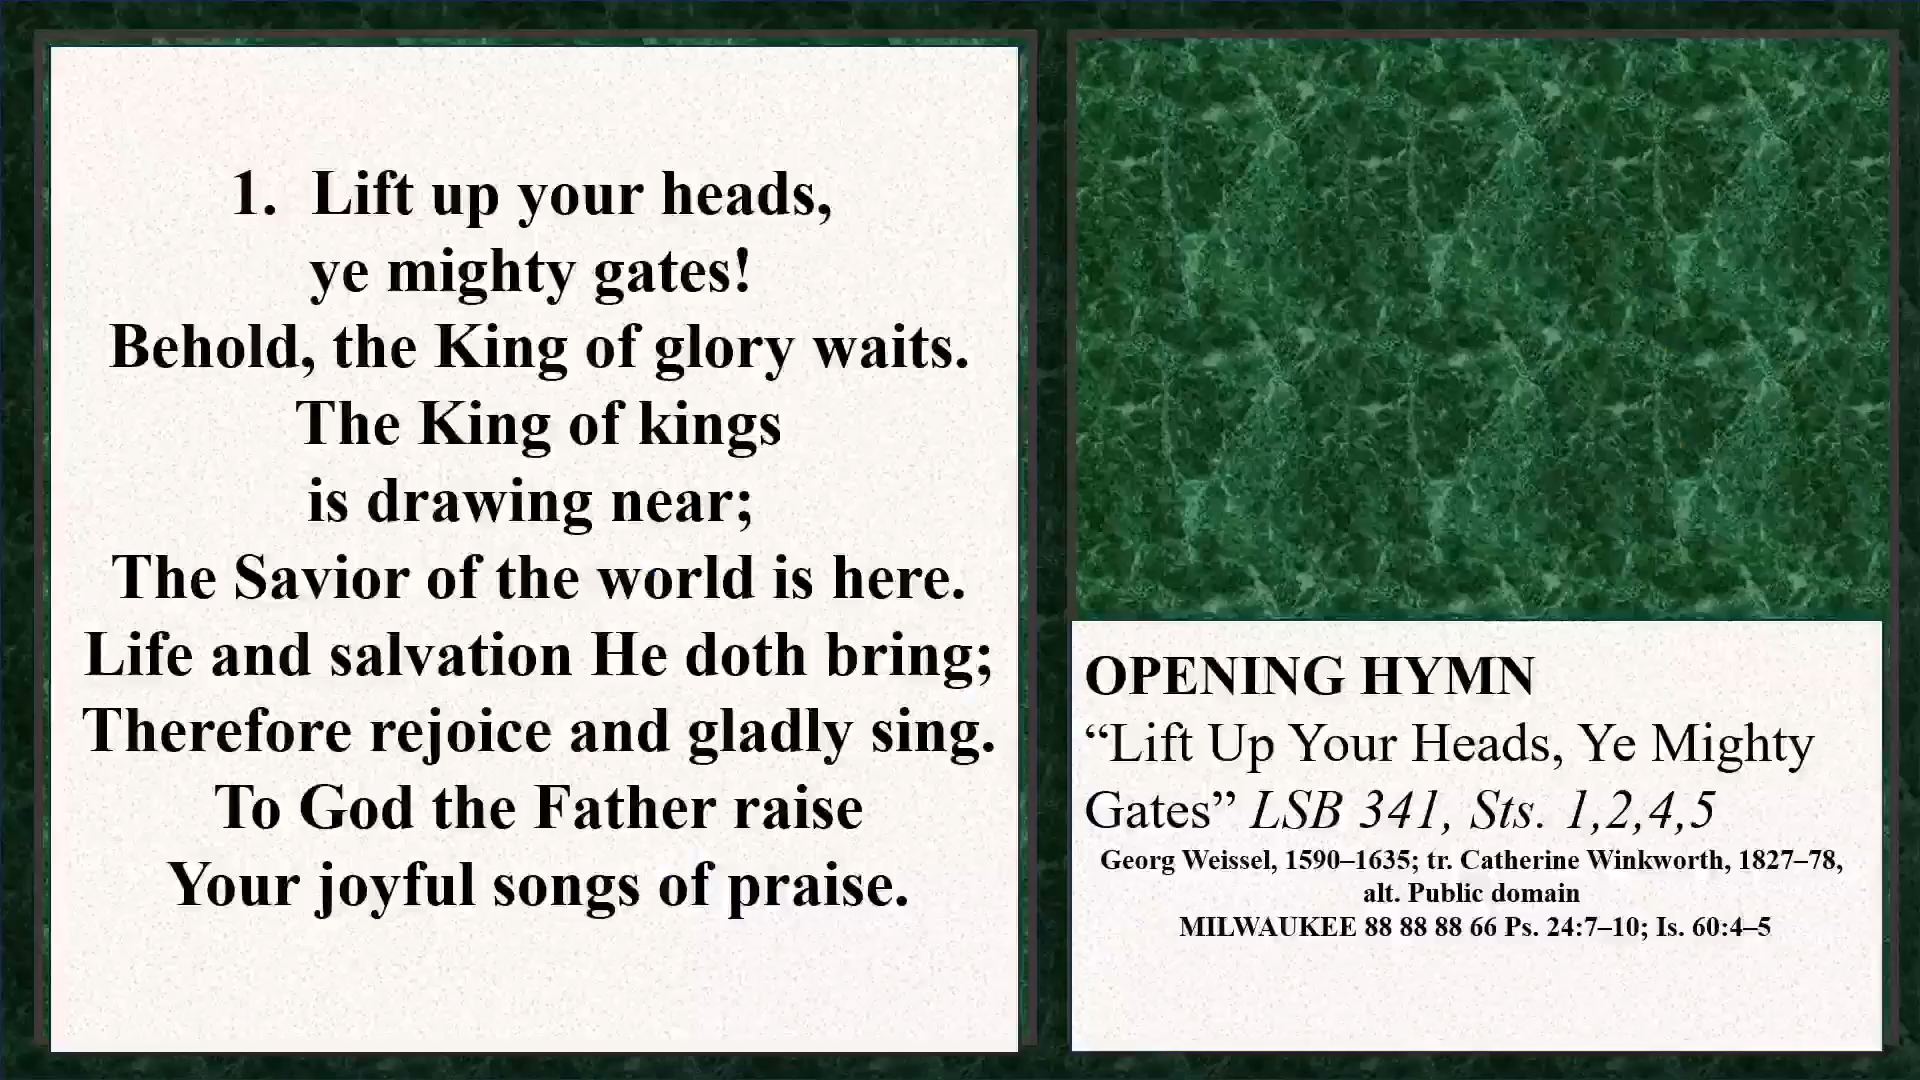 1. Lift up your heads,
ye mighty gates!
Behold, the King of glory waits.
The King of kings
is drawing near;
The Savior of the world is here.
Life and salvation He doth bring;
Therefore rejoice and gladly sing.
To God the Father raise
Your joyful songs of praise.
OPENING HYMN
“Lift Up Your Heads, Ye Mighty
Gates” LSB 341, Sts. 1,2,4,5
Georg Weissel, 1590–1635; tr. Catherine Winkworth, 1827–78,
alt. Public domain
MILWAUKEE 88 88 88 66 Ps. 24:7–10; Is. 60:4–5